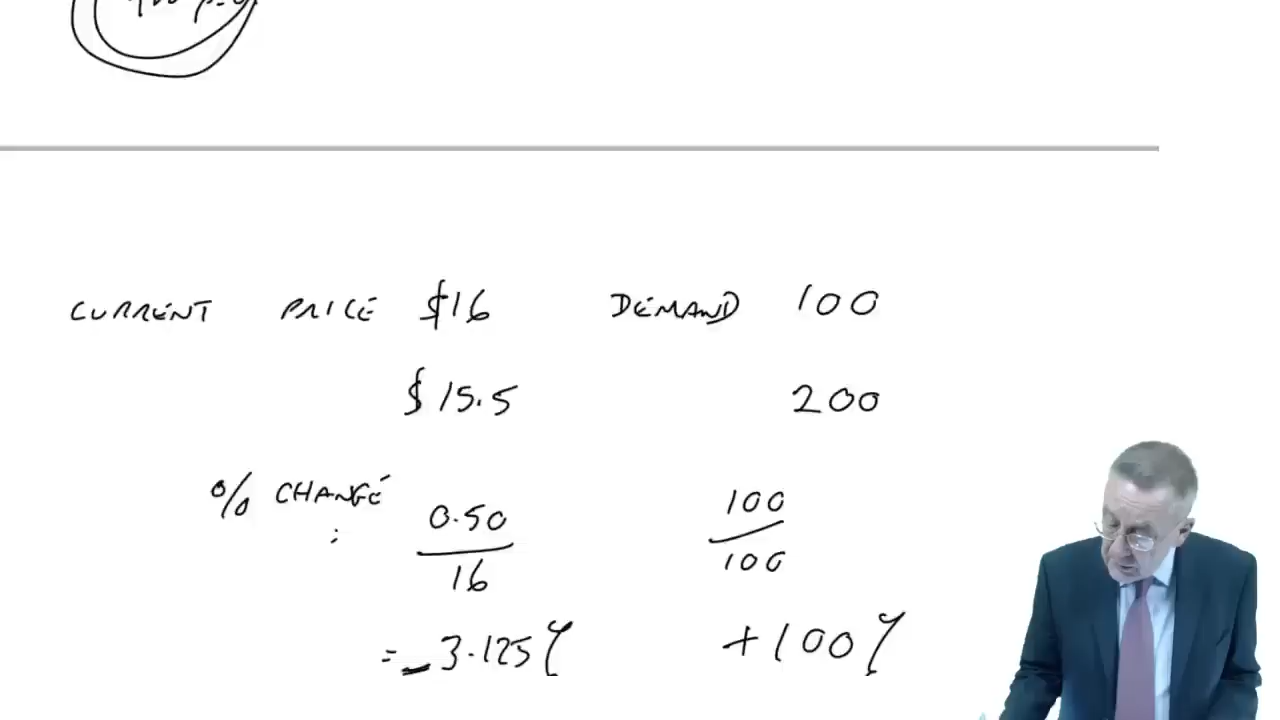 CURRENT PRICE $16 DEMAND 100
$15.5 200
% CHANGE
: 0.50/16 100/100
= -3.125% +100%